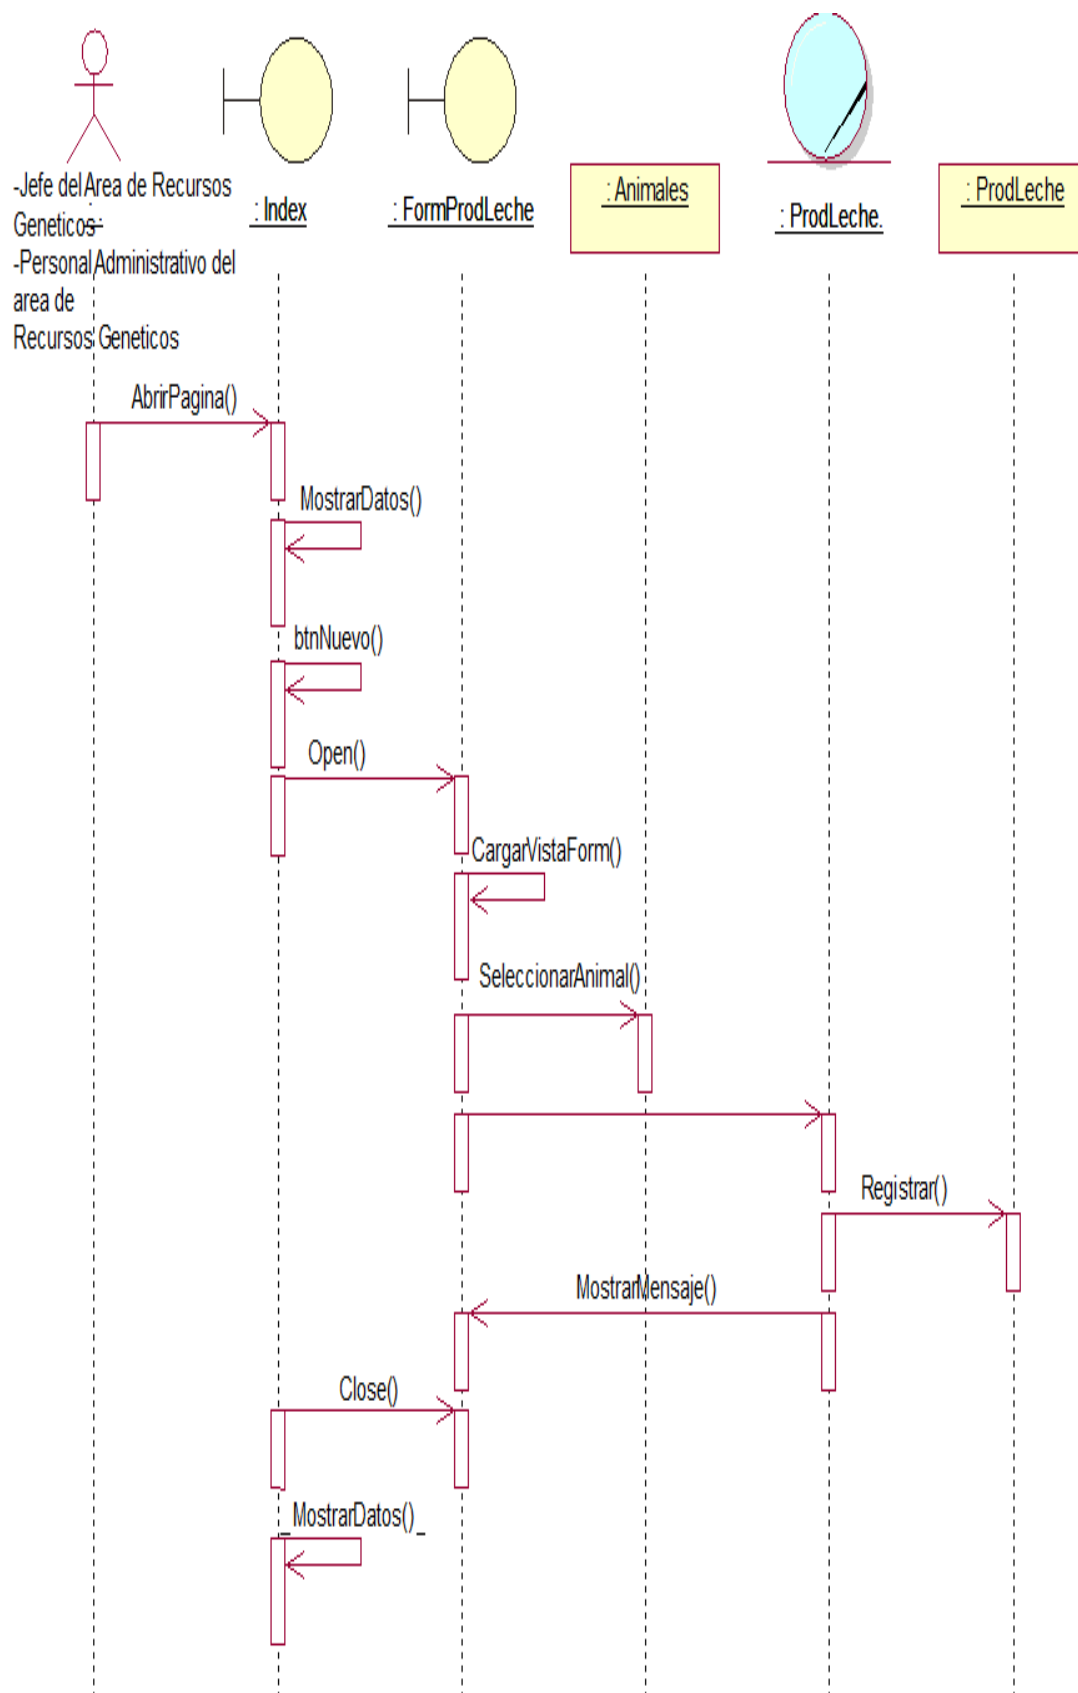 -Jefe del Area de Recursos
Geneticos :
-Personal Administrativo del
area de
Recursos Geneticos
: Index
: FormProdLeche
: Animales
: ProdLeche.
: ProdLeche
AbrirPagina()
MostrarDatos()
btnNuevo()
Open()
CargarVistaForm()
SeleccionarAnimal()
Registrar()
MostrarMensaje()
Close()
_MostrarDatos()_